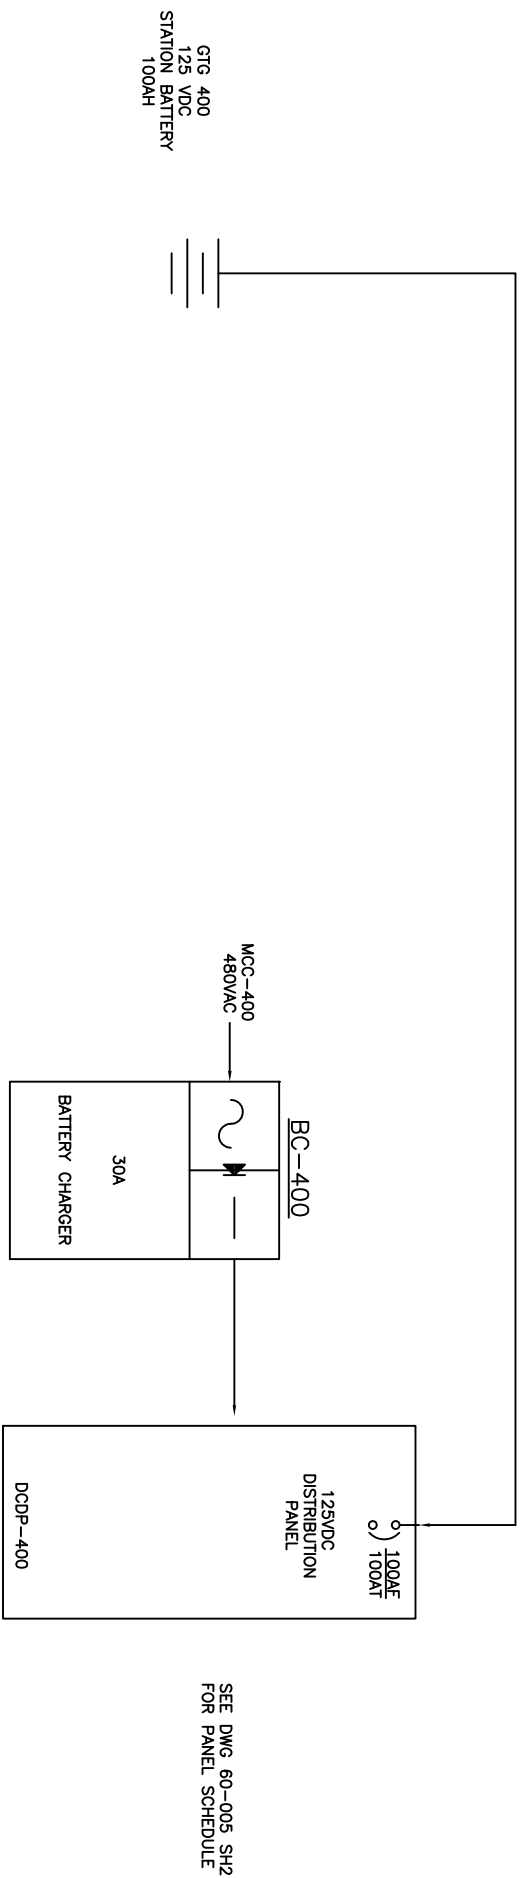 GTG 400
125 VDC
STATION BATTERY
100AH
MCC-400
480VAC
BC-400
30A
BATTERY CHARGER
100AF
100AT
125VDC
DISTRIBUTION
PANEL
DCDP-400
SEE DWG 60-005 SH2
FOR PANEL SCHEDULE